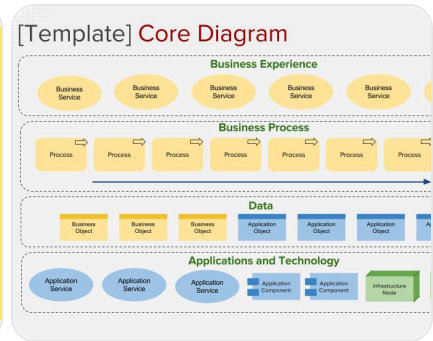 [Template] Core Diagram
Business Experience
Business Service
Business Service
Business Service
Business Service
Business Service
Business Process
Process
Process
Process
Process
Process
Process
Process
Data
Business Object
Business Object
Business Object
Application Object
Application Object
Application Object
Applications and Technology
Application Service
Application Service
Application Service
Application Component
Application Component
Infrastructure Node